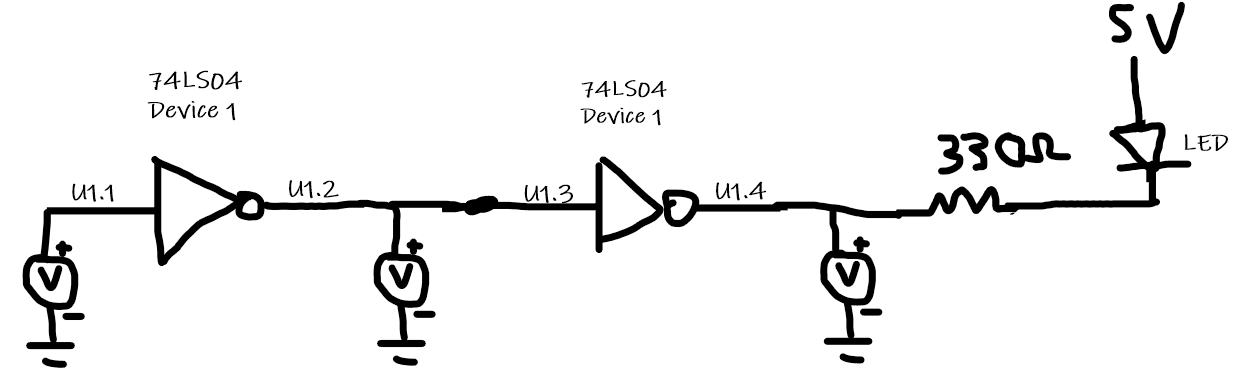 5V
74LS04
Device 1
74LS04
Device 1
330Ω
LED
U1.1
U1.2
U1.3
U1.4
+
V
-
+
V
-
+
V
-